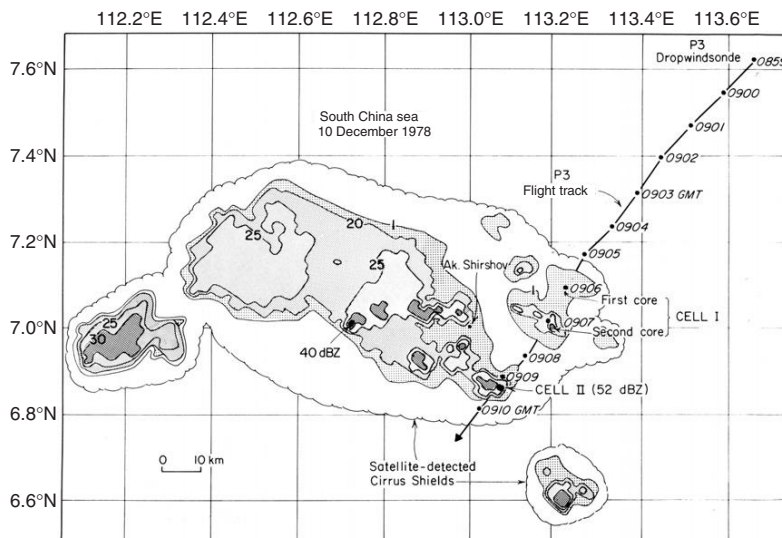 112.2°E 112.4°E 112.6°E 112.8°E 113.0°E 113.2°E 113.4°E 113.6°E
7.6°N
7.4°N
7.2°N
7.0°N
6.8°N
6.6°N
P3
Dropwindsonde
0859
0900
0901
0902
0903 GMT
0904
0905
0906
0907
0908
0909
0910 GMT
South China sea
10 December 1978
P3
Flight track
20
1
25
25
Ak. Shirshov
1
First core
CELL I
Second core
25
30
40 dBZ
0
CELL II (52 dBZ)
0 10 km
Satellite-detected
Cirrus Shields